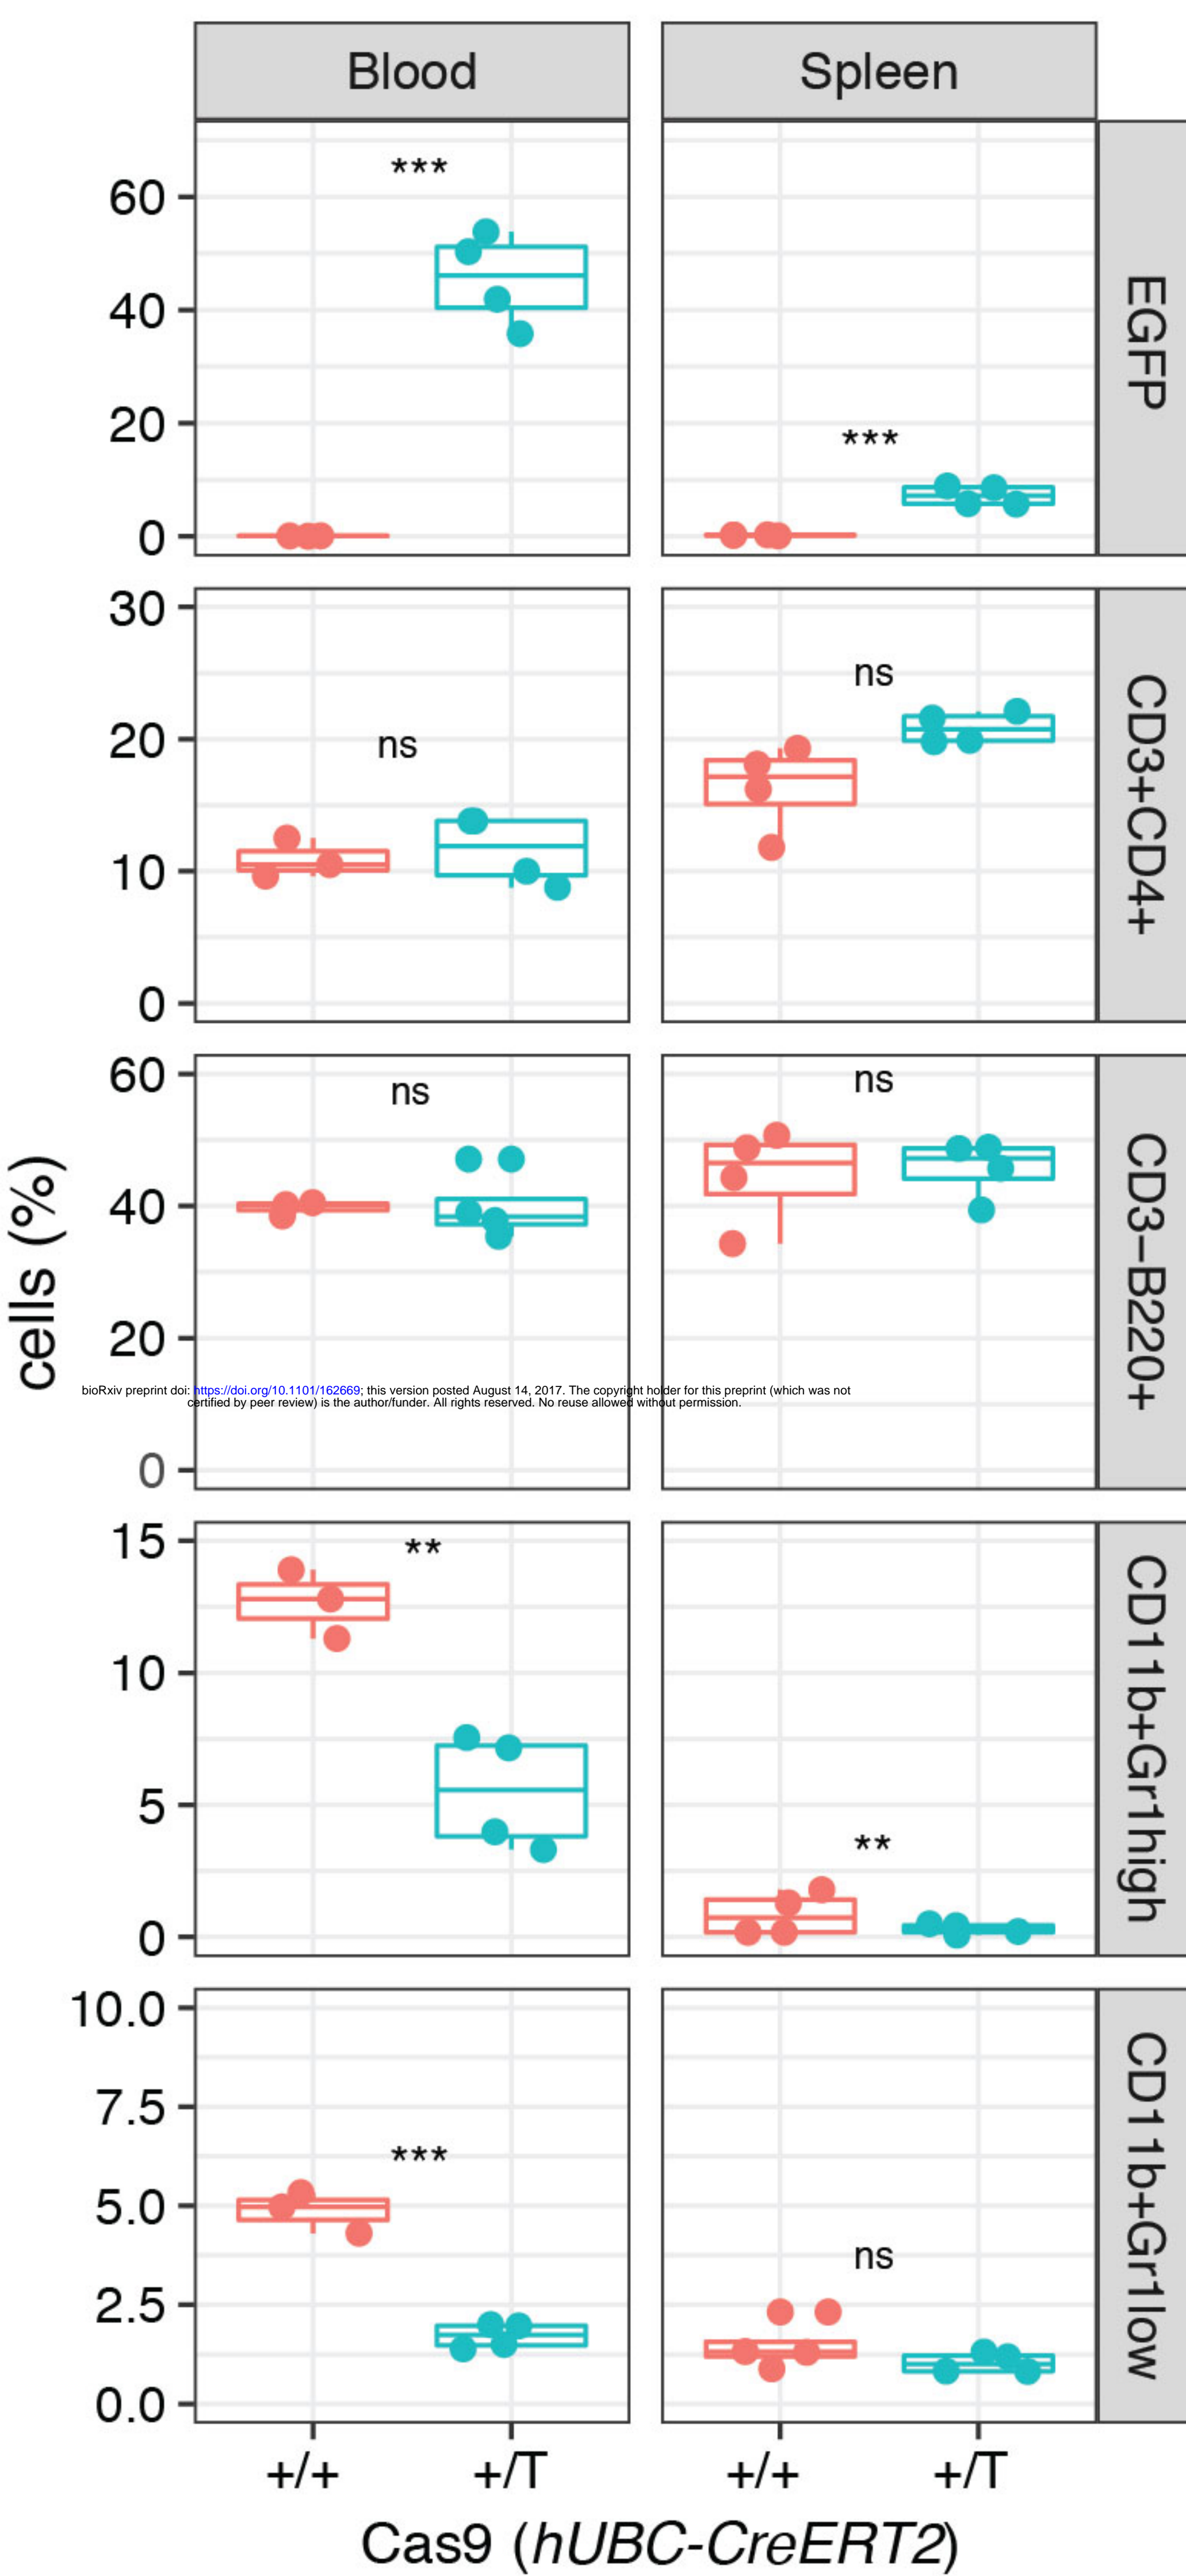 Blood
Spleen
***
60
40
20
0
***
EGFP
30
20
10
0
ns
ns
CD3+CD4+
60
40
20
0
ns
ns
CD3−B220+
cells (%)
bioRxiv preprint doi: https://doi.org/10.1101/162669; this version posted August 14, 2017. The copyright holder for this preprint (which was not
certified by peer review) is the author/funder. All rights reserved. No reuse allowed without permission.
15
10
5
0
**
**
CD11b+Gr1high
10.0
7.5
5.0
2.5
0.0
***
ns
CD11b+Gr1low
+/+
+/T
+/+
+/T
Cas9 (hUBC-CreERT2)